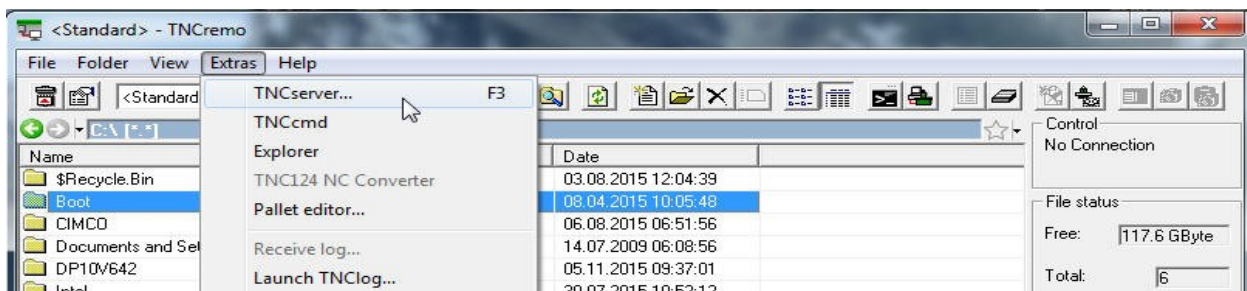 <Standard> - TNCremo
File Folder View Extras Help
<Standard
TNCserver... F3
TNCcmd
Explorer
TNC124 NC Converter
Pallet editor...
Receive log...
Launch TNClog...
C:\ [*.*]
Name Date
$Recycle.Bin 03.08.2015 12:04:39
Boot 08.04.2015 10:05:48
CIMCO 06.08.2015 06:51:56
Documents and Set 14.07.2009 06:08:56
DP10V642 05.11.2015 09:37:01
Control
No Connection
File status
Free: 117.6 GByte
Total: 6